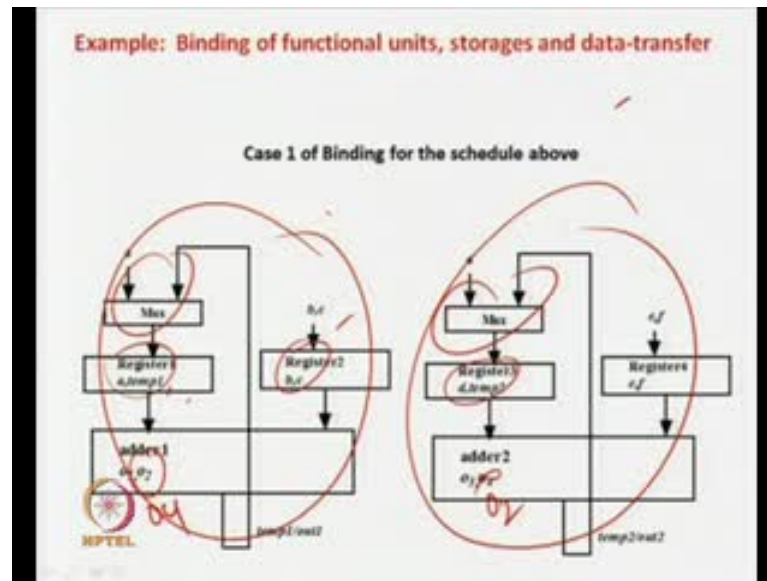 Example: Binding of functional units, storages and data-transfer
Case 1 of Binding for the schedule above
Mux
b,c
Register1
a,temp1
Register2
b,c
adder1
temp1/out1
Mux
e,f
Register3
d,temp2
Register4
e,f
adder2
temp2/out2
o4
o2
NPTEL